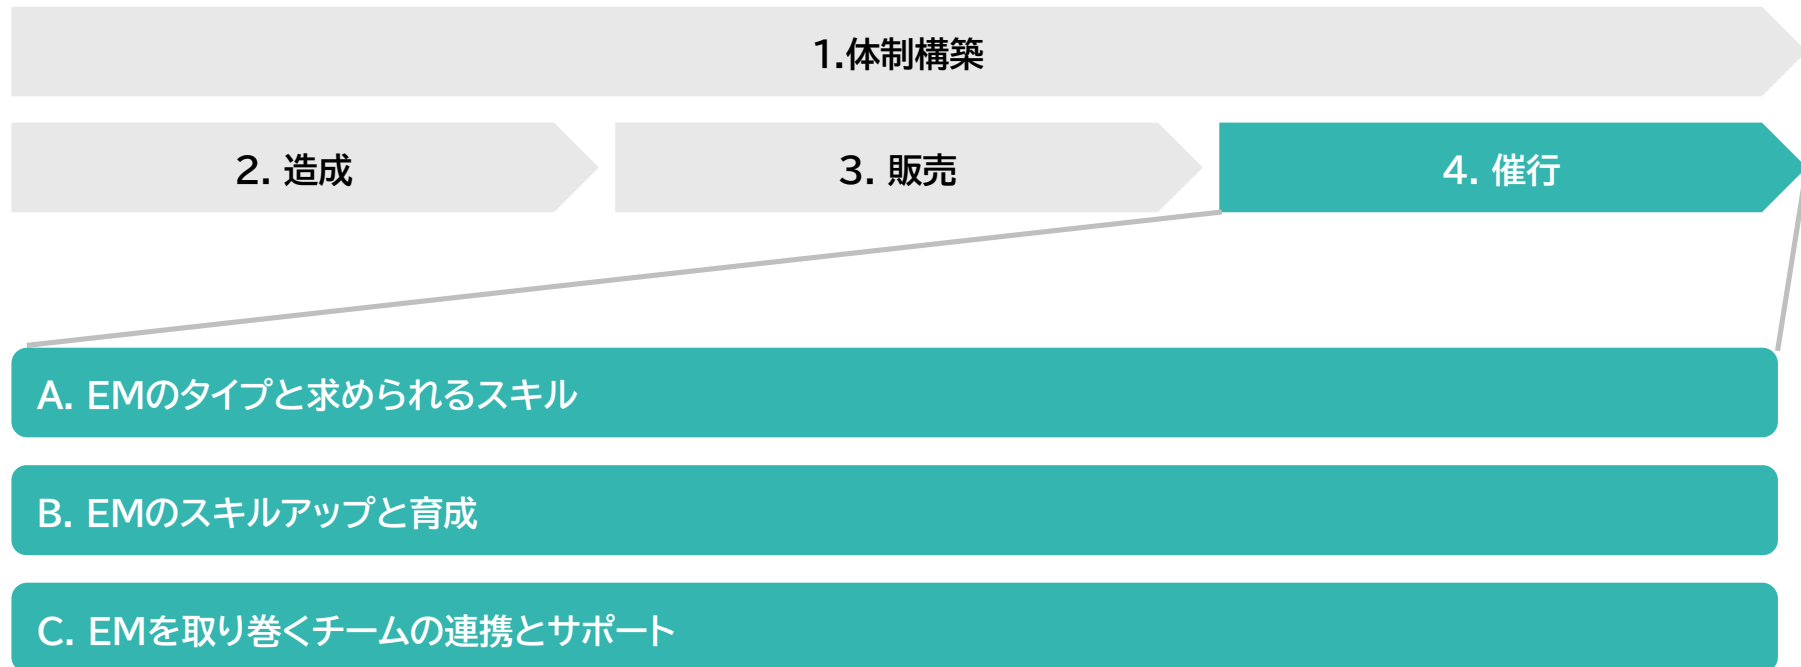 1.体制構築
2. 造成
3. 販売
4. 催行
A. EMのタイプと求められるスキル
B. EMのスキルアップと育成
C. EMを取り巻くチームの連携とサポート